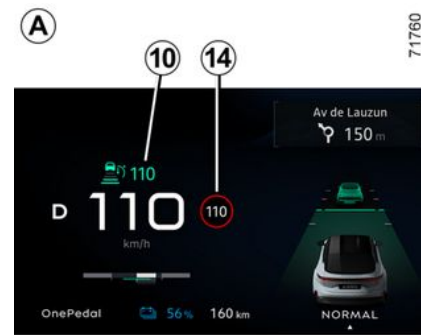 A
71760
10
14
Av de Lauzun
150 m
110
D 110 110
km/h
OnePedal 56% 160 km
NORMAL